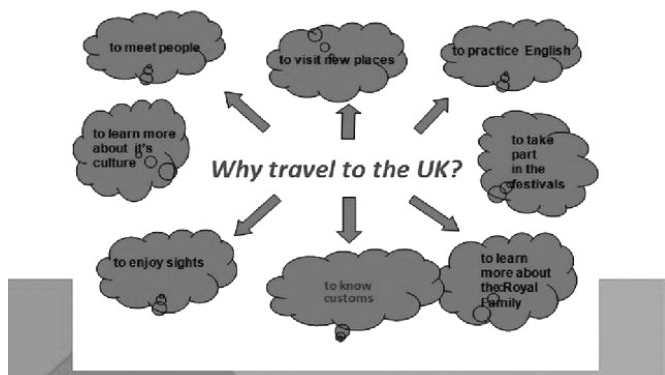 to meet people
to visit new places
to practice English
to learn more
about it's
culture
Why travel to the UK?
to take
part
in the
festivals
to enjoy sights
to know
customs
to learn
more about
the Royal
Family